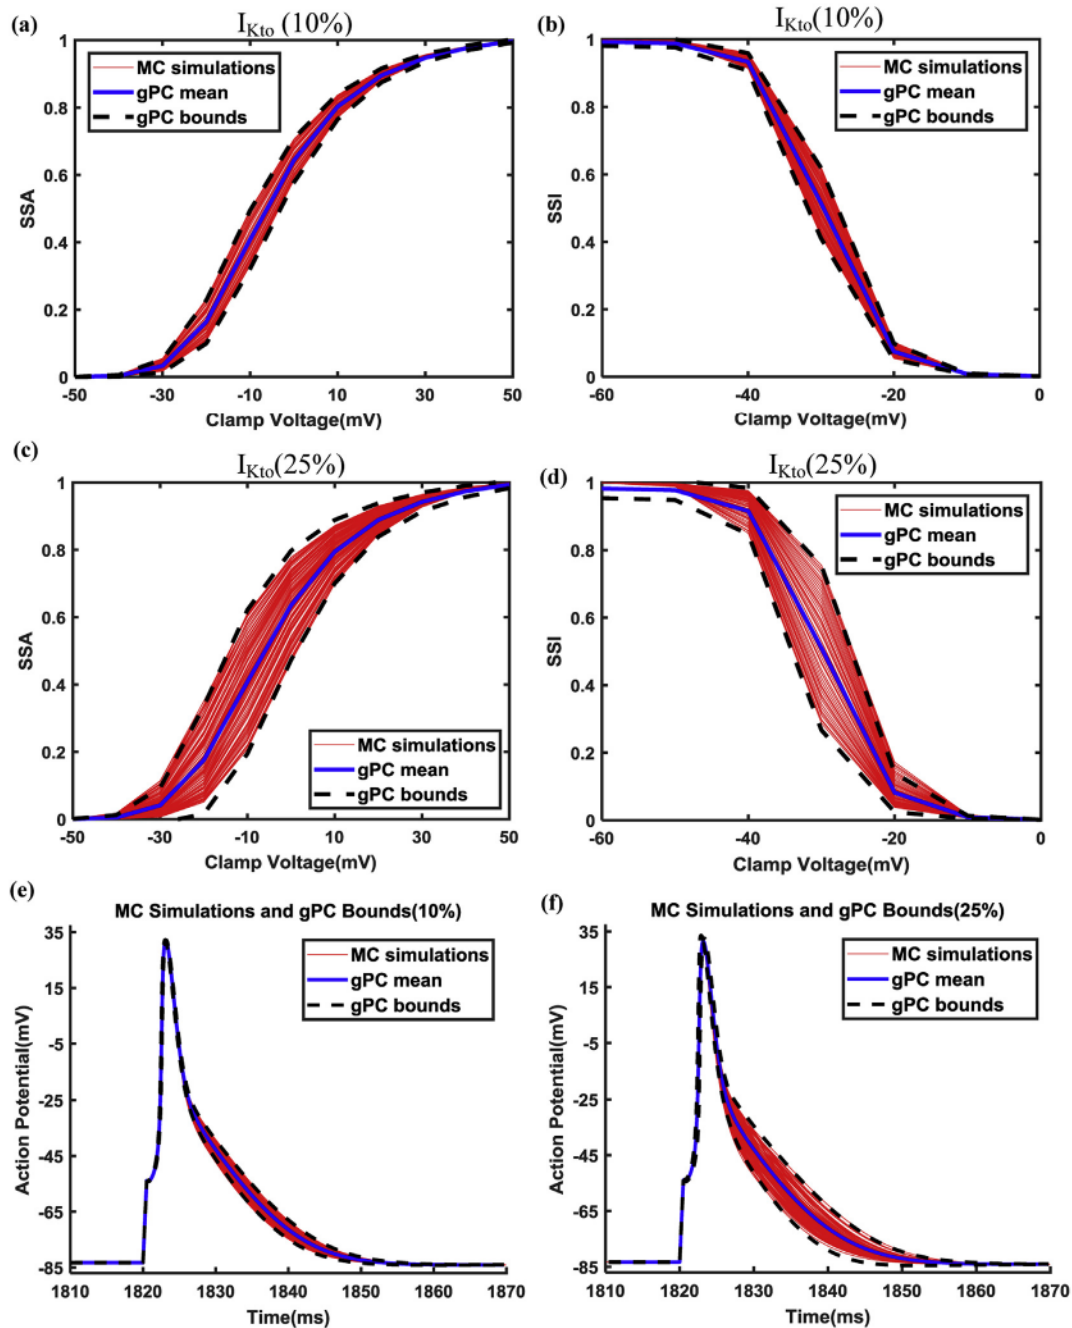 (a)
I_Kto (10%)
1
0.8
0.6
0.4
0.2
0
SSA
MC simulations
gPC mean
gPC bounds
-50
-30
-10
10
30
50
Clamp Voltage(mV)
(b)
I_Kto(10%)
1
0.8
0.6
0.4
0.2
0
SSI
MC simulations
gPC mean
gPC bounds
-60
-40
-20
0
Clamp Voltage(mV)
(c)
I_Kto(25%)
1
0.8
0.6
0.4
0.2
0
SSA
MC simulations
gPC mean
gPC bounds
-50
-30
-10
10
30
50
Clamp Voltage(mV)
(d)
I_Kto(25%)
1
0.8
0.6
0.4
0.2
0
SSI
MC simulations
gPC mean
gPC bounds
-60
-40
-20
0
Clamp Voltage(mV)
(e)
MC Simulations and gPC Bounds(10%)
35
15
-5
-25
-45
-65
-85
Action Potential(mV)
MC simulations
gPC mean
gPC bounds
1810
1820
1830
1840
1850
1860
1870
Time(ms)
(f)
MC Simulations and gPC Bounds(25%)
35
15
-5
-25
-45
-65
-85
Action Potential(mV)
MC simulations
gPC mean
gPC bounds
1810
1820
1830
1840
1850
1860
1870
Time(ms)